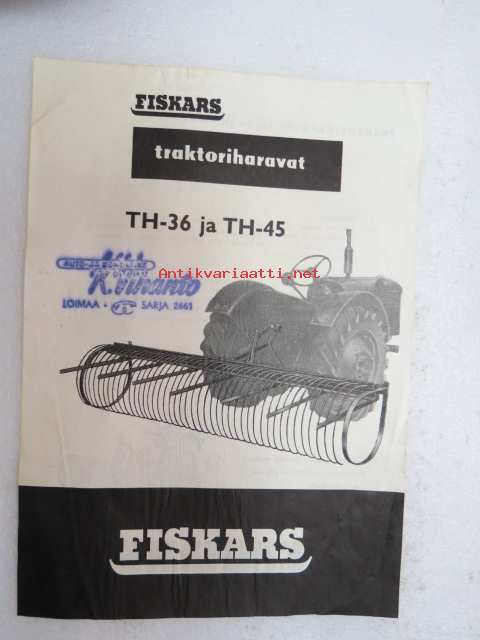 FISKARS
traktoriharavat
TH-36 ja TH-45
Antikvariaatti.net
LOIMAA • SARJA 2661
FISKARS